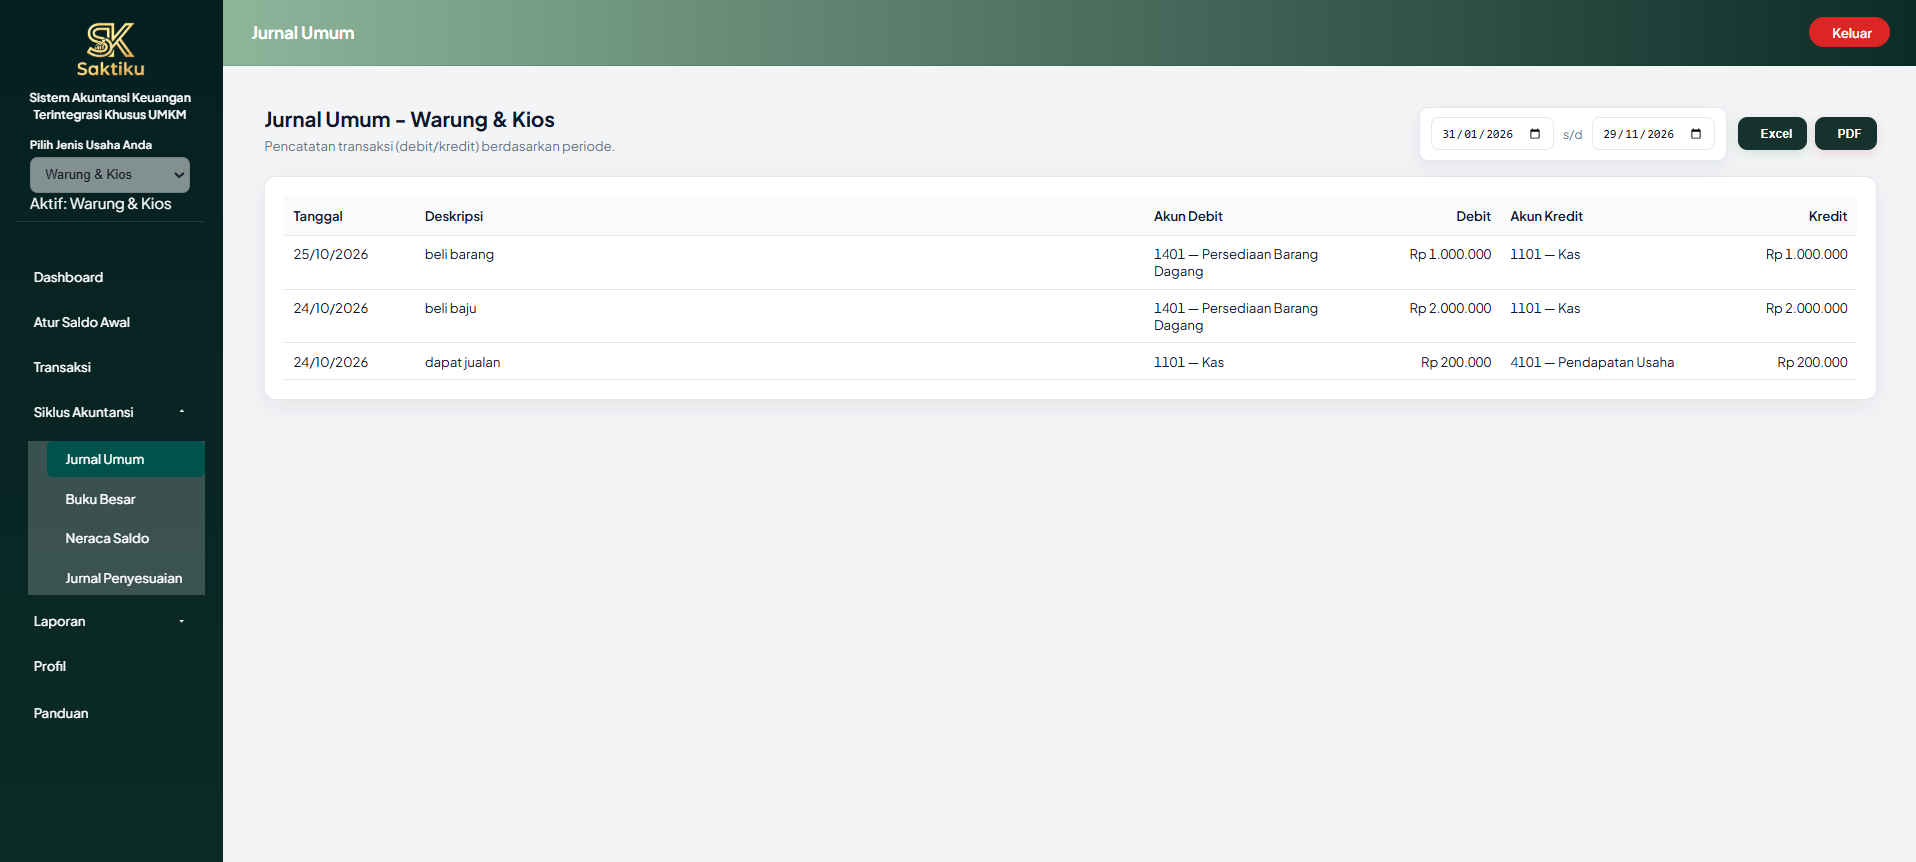 SK
Saktiku
Sistem Akuntansi Keuangan
Terintegrasi Khusus UMKM
Pilih Jenis Usaha Anda
Warung & Kios
Aktif: Warung & Kios
Dashboard
Atur Saldo Awal
Transaksi
Siklus Akuntansi
Jurnal Umum
Buku Besar
Neraca Saldo
Jurnal Penyesuaian
Laporan
Profil
Panduan
Jurnal Umum
Keluar
Jurnal Umum – Warung & Kios
Pencatatan transaksi (debit/kredit) berdasarkan periode.
31/01/2026 s/d 29/11/2026
Excel
PDF
Tanggal Deskripsi Akun Debit Debit Akun Kredit Kredit
25/10/2026 beli barang 1401 — Persediaan Barang Rp 1.000.000 1101 — Kas Rp 1.000.000
Dagang
24/10/2026 beli baju 1401 — Persediaan Barang Rp 2.000.000 1101 — Kas Rp 2.000.000
Dagang
24/10/2026 dapat jualan 1101 — Kas Rp 200.000 4101 — Pendapatan Usaha Rp 200.000